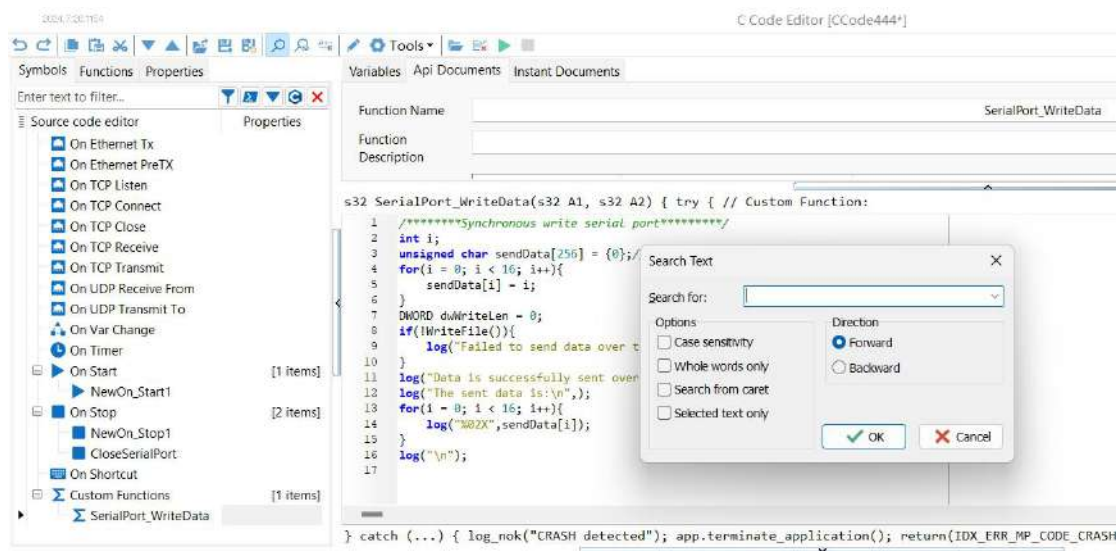 C Code Editor [CCode444*]
Tools
Symbols Functions Properties
Variables Api Documents Instant Documents
Enter text to filter...
Source code editor Properties
On Ethernet Tx
On Ethernet PreTX
On TCP Listen
On TCP Connect
On TCP Close
On TCP Receive
On TCP Transmit
On UDP Receive From
On UDP Transmit To
On Var Change
On Timer
On Start [1 items]
NewOn_Start1
On Stop [2 items]
NewOn_Stop1
CloseSerialPort
On Shortcut
Custom Functions [1 items]
SerialPort_WriteData
Function Name SerialPort_WriteData
Function
Description
s32 SerialPort_WriteData(s32 A1, s32 A2) { try { // Custom Function:
1 /********Synchronous write serial port*********/
2 int i;
3 unsigned char sendData[256] = {0};/
4 for(i = 0; i < 16; i++){
5 sendData[i] = i;
6 }
7 DWORD dwWriteLen = 0;
8 if(!WriteFile()){
9 log("Failed to send data over t
10 }
11 log("Data is successfully sent over
12 log("The sent data is:\n",);
13 for(i = 0; i < 16; i++){
14 log("%02X",sendData[i]);
15 }
16 log("\n");
17
} catch (...) { log_nok("CRASH detected"); app.terminate_application(); return(IDX_ERR_MP_CODE_CRASH
Search Text
Search for:
Options
Case sensitivity
Whole words only
Search from caret
Selected text only
Direction
Forward
Backward
OK Cancel